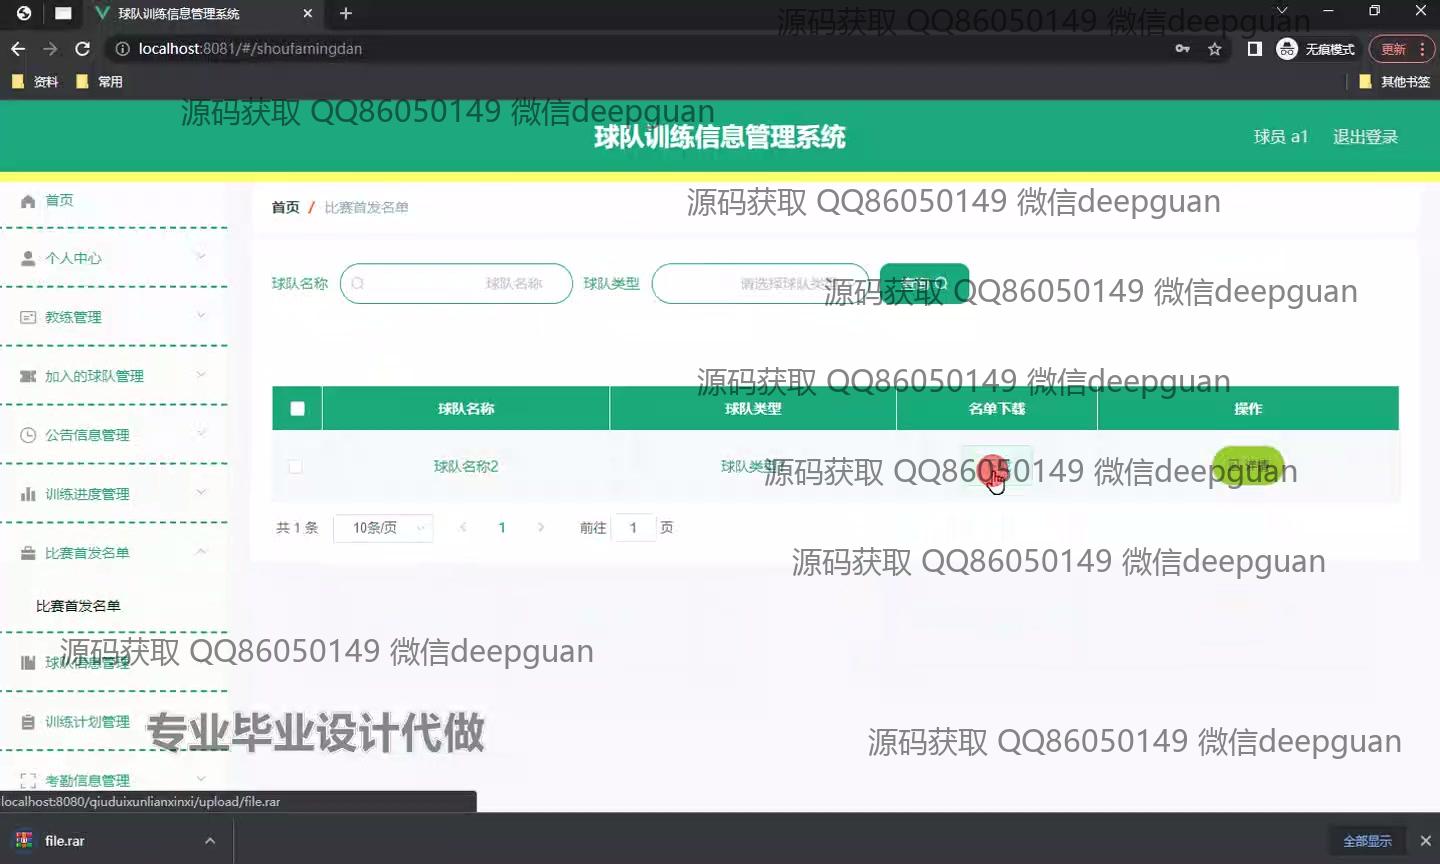 球队训练信息管理系统
源码获取 QQ86050149 微信deepguan
localhost:8081/#/shoufamingdan
无痕模式
更新
资料
常用
其他书签
源码获取 QQ86050149 微信deepguan
球队训练信息管理系统
球员 a1
退出登录
首页
首页 / 比赛首发名单
源码获取 QQ86050149 微信deepguan
个人中心
球队名称
球队名称
球队类型
源码获取 QQ86050149 微信deepguan
教练管理
加入的球队管理
源码获取 QQ86050149 微信deepguan
球队名称
球队类型
名单下载
操作
公告信息管理
球队名称2
源码获取 QQ86050149 微信deepguan
训练进度管理
共 1 条
10条/页
1
前往
1
页
比赛首发名单
源码获取 QQ86050149 微信deepguan
比赛首发名单
源码获取 QQ86050149 微信deepguan
球队信息管理
训练计划管理
专业毕业设计代做
源码获取 QQ86050149 微信deepguan
考勤信息管理
localhost:8080/qiuduixunlianxinxi/upload/file.rar
file.rar
全部显示